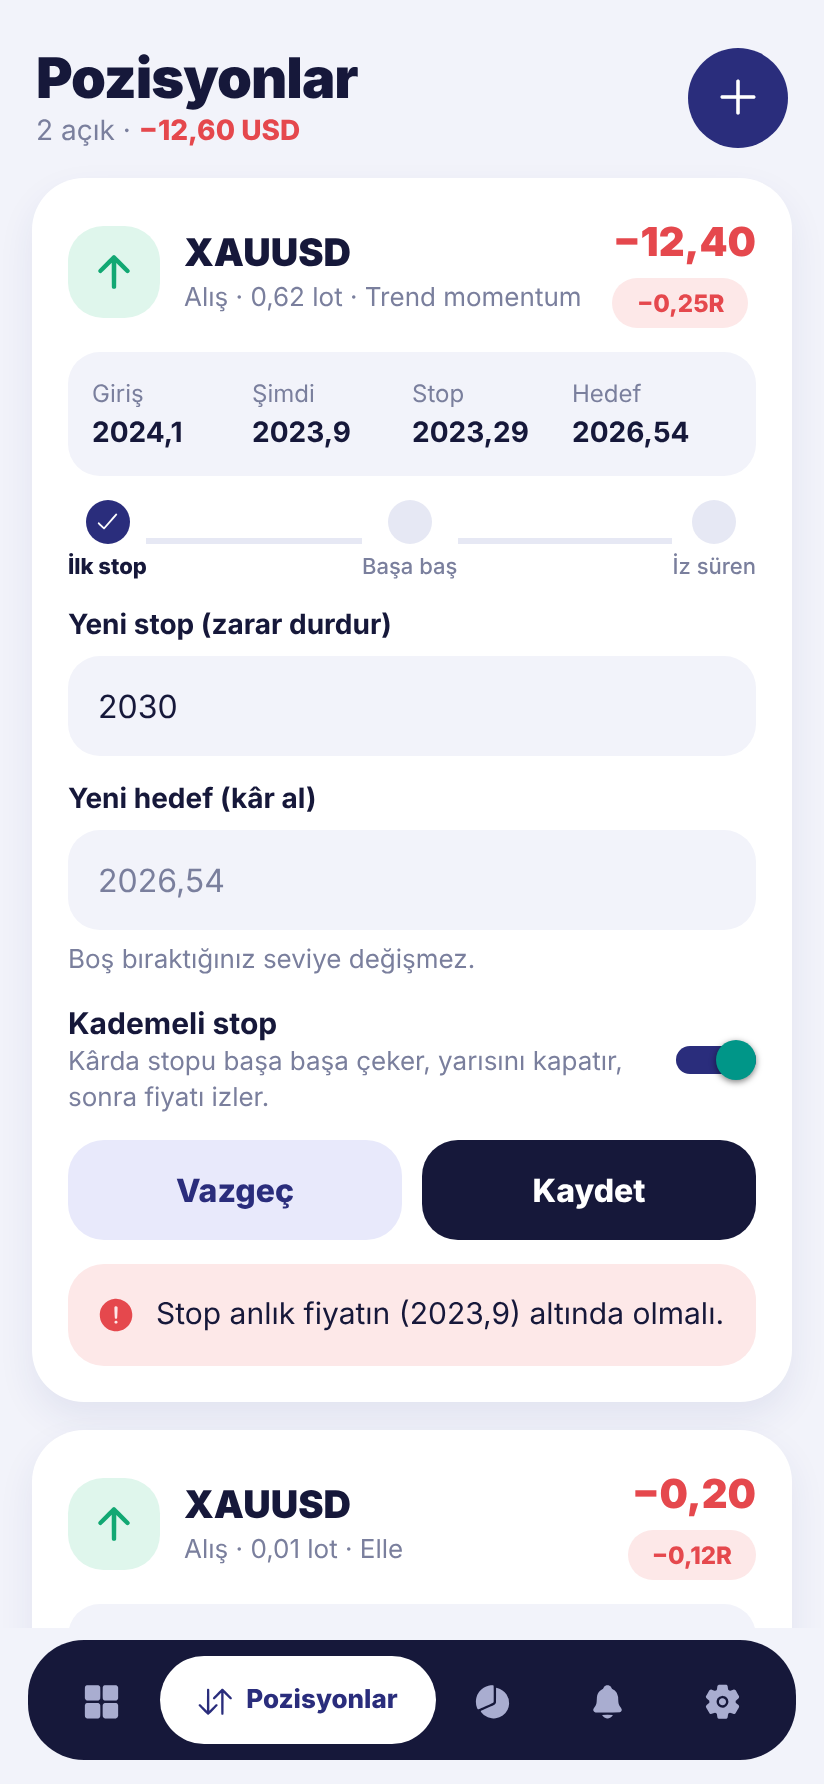 Pozisyonlar
2 açık · −12,60 USD
XAUUSD
−12,40
Alış · 0,62 lot · Trend momentum
−0,25R
Giriş Şimdi Stop Hedef
2024,1 2023,9 2023,29 2026,54
İlk stop Başa baş İz süren
Yeni stop (zarar durdur)
2030
Yeni hedef (kâr al)
2026,54
Boş bıraktığınız seviye değişmez.
Kademeli stop
Kârda stopu başa başa çeker, yarısını kapatır,
sonra fiyatı izler.
Vazgeç Kaydet
Stop anlık fiyatın (2023,9) altında olmalı.
XAUUSD
−0,20
Alış · 0,01 lot · Elle
−0,12R
Pozisyonlar